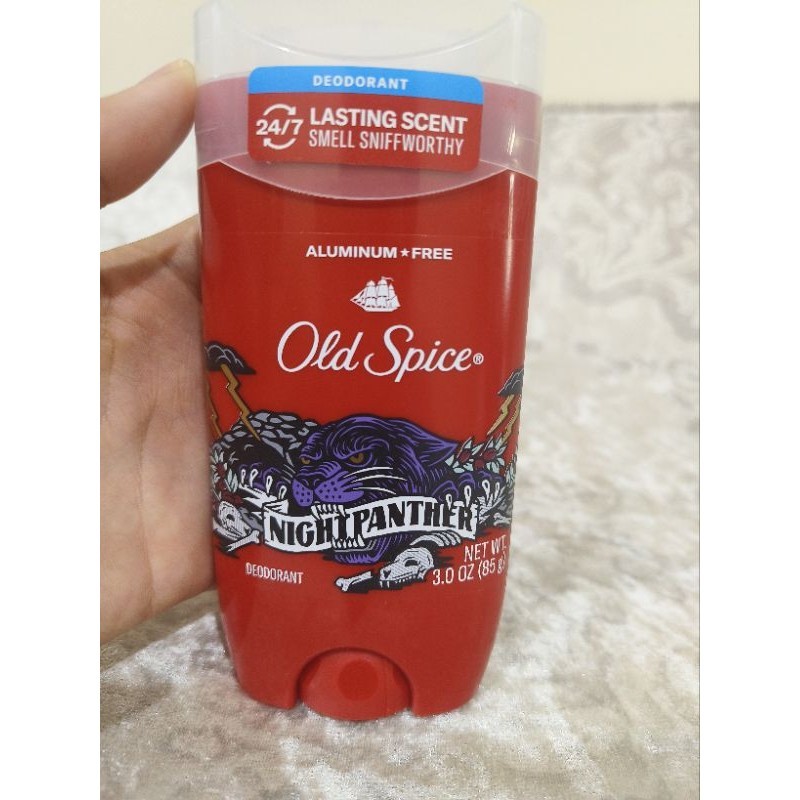 DEODORANT
24/7
LASTING SCENT
SMELL SNIFFWORTHY
ALUMINUM★FREE
Old Spice®
NIGHTPANTHER
DEODORANT
NET WT.
3.0 OZ (85 g)